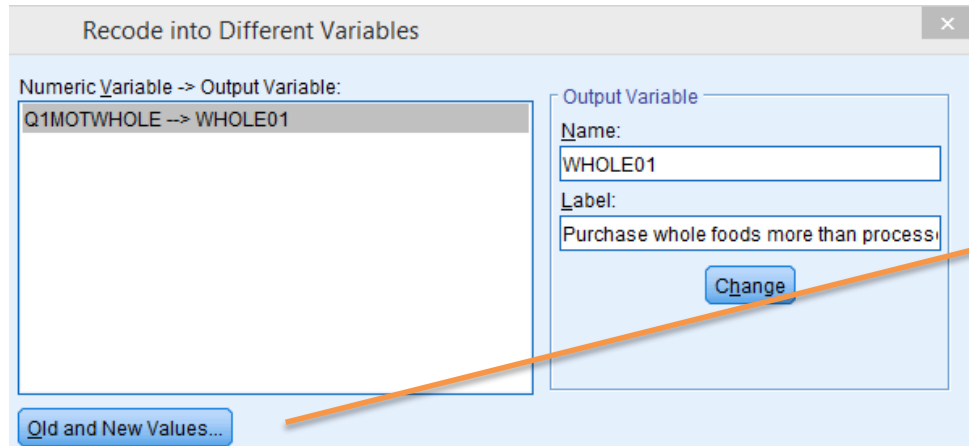 Recode into Different Variables
Numeric Variable -> Output Variable:
Q1MOTWHOLE --> WHOLE01
Output Variable
Name:
WHOLE01
Label:
Purchase whole foods more than
Change
Old and New Values...